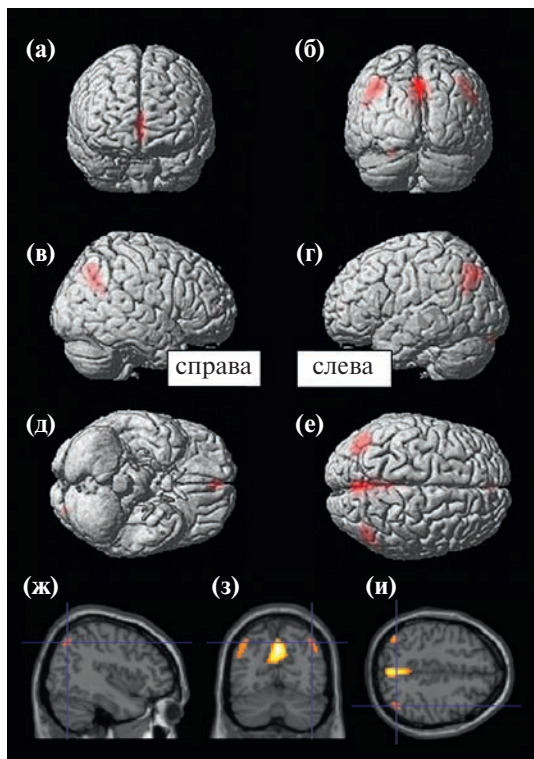 (а)
(б)
(в)
(г)
справа
слева
(д)
(е)
(ж)
(з)
(и)